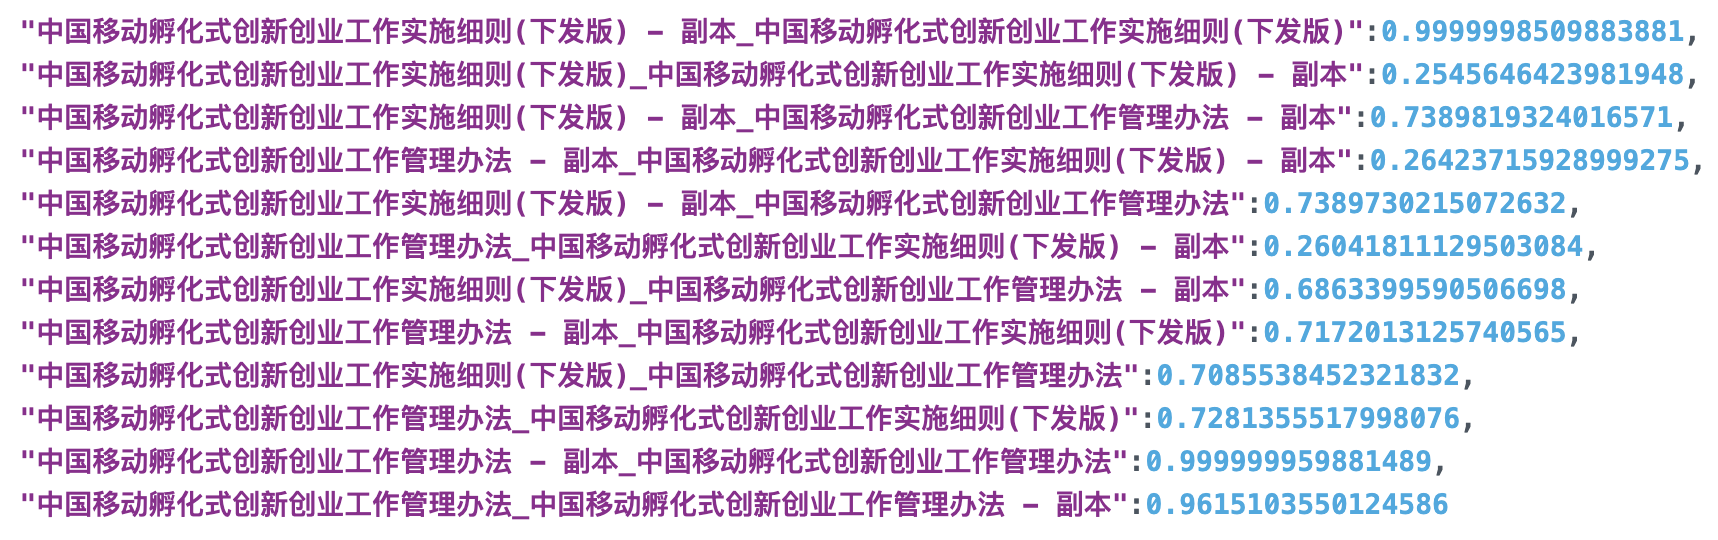 "中国移动孵化式创新创业工作实施细则(下发版) - 副本_中国移动孵化式创新创业工作实施细则(下发版)":0.9999998509883881,
"中国移动孵化式创新创业工作实施细则(下发版)_中国移动孵化式创新创业工作实施细则(下发版) - 副本":0.2545646423981948,
"中国移动孵化式创新创业工作实施细则(下发版) - 副本_中国移动孵化式创新创业工作管理办法 - 副本":0.7389819324016571,
"中国移动孵化式创新创业工作管理办法 - 副本_中国移动孵化式创新创业工作实施细则(下发版) - 副本":0.26423715928999275,
"中国移动孵化式创新创业工作实施细则(下发版) - 副本_中国移动孵化式创新创业工作管理办法":0.7389730215072632,
"中国移动孵化式创新创业工作管理办法_中国移动孵化式创新创业工作实施细则(下发版) - 副本":0.26041811129503084,
"中国移动孵化式创新创业工作实施细则(下发版)_中国移动孵化式创新创业工作管理办法 - 副本":0.6863399590506698,
"中国移动孵化式创新创业工作管理办法 - 副本_中国移动孵化式创新创业工作实施细则(下发版)":0.7172013125740565,
"中国移动孵化式创新创业工作实施细则(下发版)_中国移动孵化式创新创业工作管理办法":0.7085538452321832,
"中国移动孵化式创新创业工作管理办法_中国移动孵化式创新创业工作实施细则(下发版)":0.7281355517998076,
"中国移动孵化式创新创业工作管理办法 - 副本_中国移动孵化式创新创业工作管理办法":0.999999959881489,
"中国移动孵化式创新创业工作管理办法_中国移动孵化式创新创业工作管理办法 - 副本":0.9615103550124586